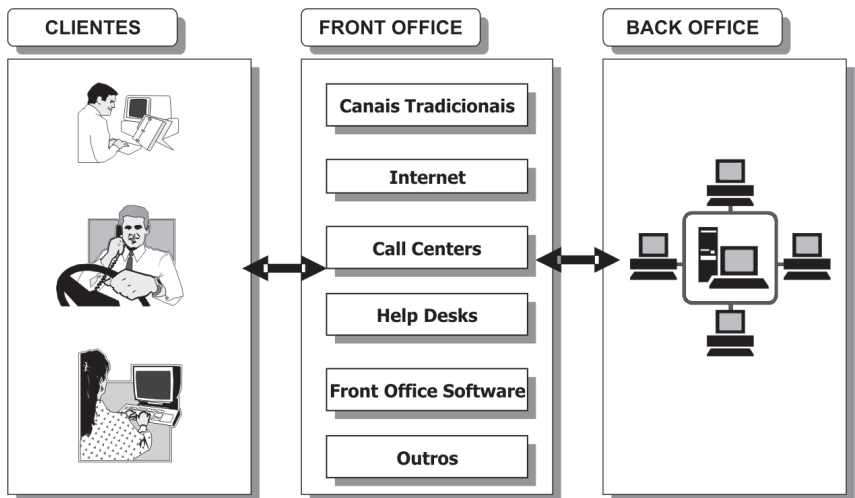 CLIENTES
FRONT OFFICE
BACK OFFICE
Canais Tradicionais
Internet
Call Centers
Help Desks
Front Office Software
Outros